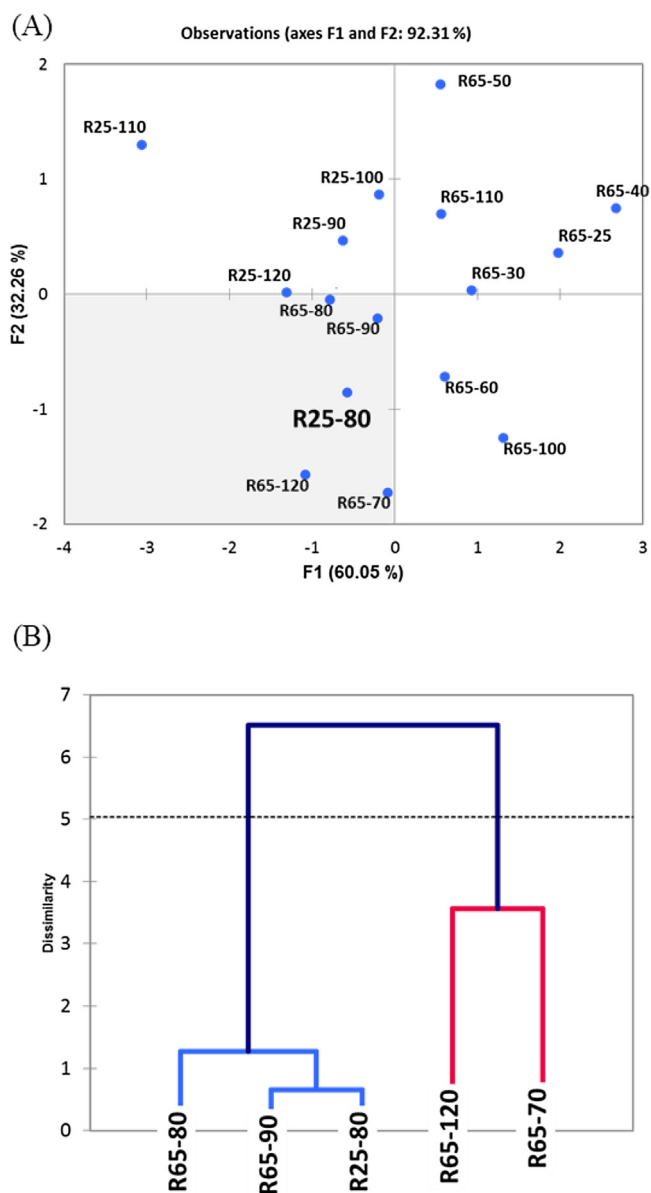 (A)
Observations (axes F1 and F2: 92.31 %)
2
R65-50
R25-110
R25-100
R65-40
1
R65-110
R25-90
R65-25
R25-120
R65-30
0
R65-80
R65-90
F2 (32.26 %)
R65-60
-1
R25-80
R65-100
R65-120
R65-70
-2
-4 -3 -2 -1 0 1 2 3
F1 (60.05 %)
(B)
7
6
5
4
3
2
1
0
Dissimilarity
R65-80
R65-90
R25-80
R65-120
R65-70